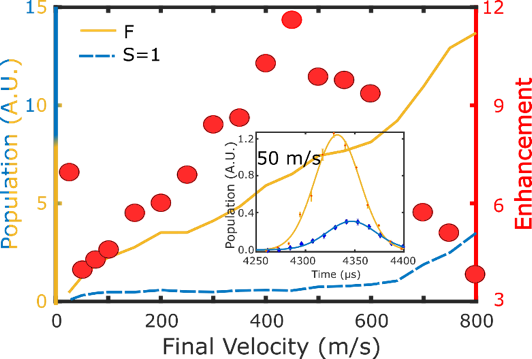 15
10
5
0
Population (A.U.)
F
S=1
12
9
6
3
Enhancement
1.2
0.8
0.4
0.0
Population (A.U.)
50 m/s
4250 4300 4350 4400
Time (µs)
0 200 400 600 800
Final Velocity (m/s)